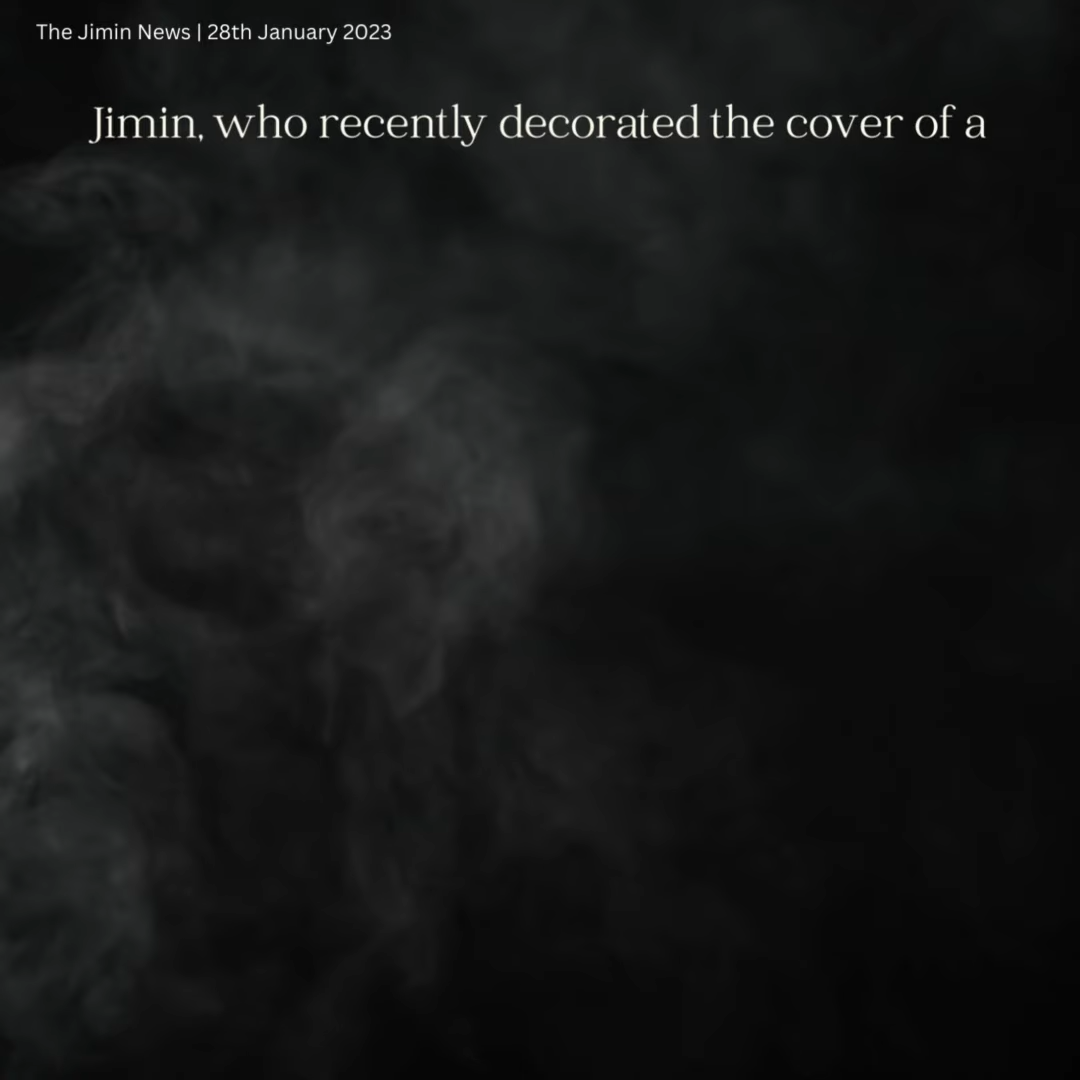 The Jimin News | 28th January 2023
Jimin, who recently decorated the cover of a